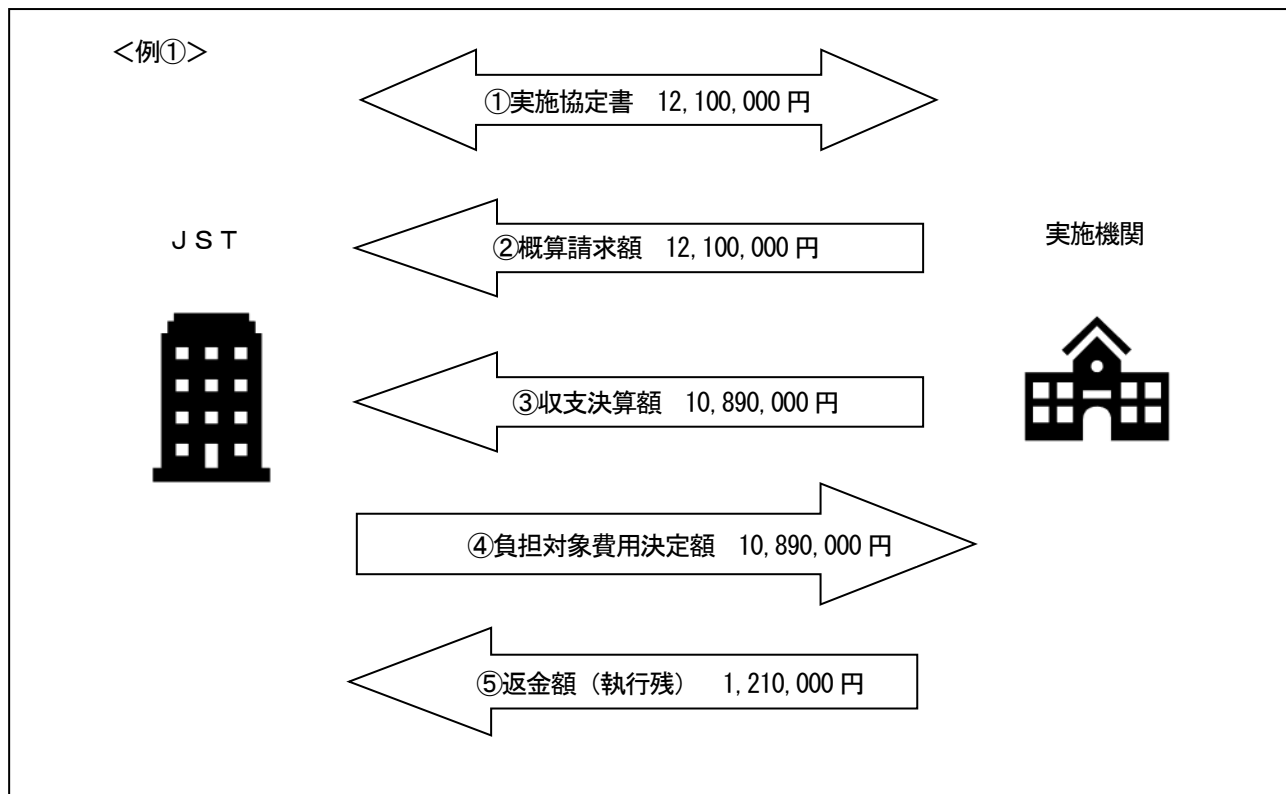 ＜例①＞
①実施協定書　12,100,000 円
ＪＳＴ
実施機関
②概算請求額　12,100,000 円
③収支決算額　10,890,000 円
④負担対象費用決定額　10,890,000 円
⑤返金額（執行残）　1,210,000 円